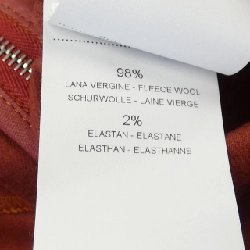 98%
LANA VERGINE - FLEECE WOOL
SCHURWOLLE - LAINE VIERGE
2%
ELASTAN - ELASTANE
ELASTHAN - ELASTHANNE